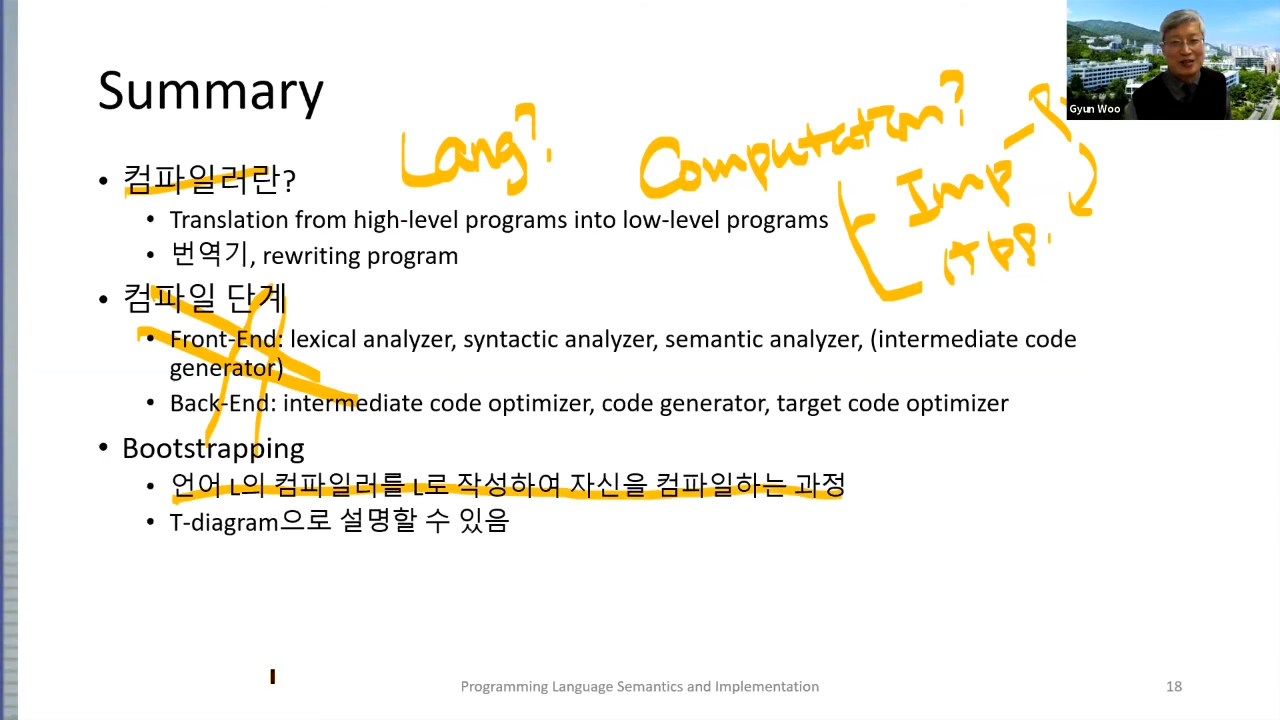 Summary
Gyun Woo
Lang?
Computation?
Imp
App.
• 컴파일러란?
• Translation from high-level programs into low-level programs
• 번역기, rewriting program
• 컴파일 단계
• Front-End: lexical analyzer, syntactic analyzer, semantic analyzer, (intermediate code
generator)
• Back-End: intermediate code optimizer, code generator, target code optimizer
• Bootstrapping
• 언어 L의 컴파일러를 L로 작성하여 자신을 컴파일하는 과정
• T-diagram으로 설명할 수 있음
Programming Language Semantics and Implementation
18